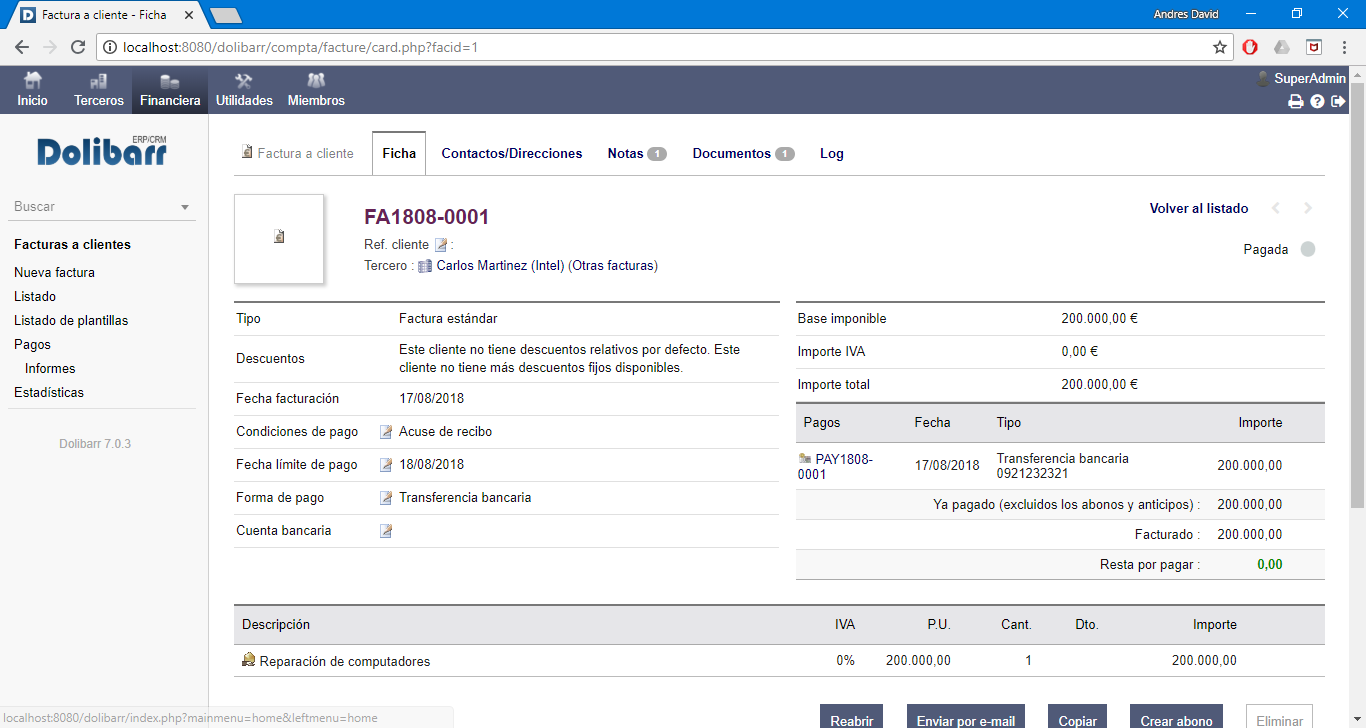 Factura a cliente - Ficha
Andres David
localhost:8080/dolibarr/compta/facture/card.php?facid=1
Inicio Terceros Financiera Utilidades Miembros
SuperAdmin
ERP/CRM
Dolibarr
Buscar
Facturas a clientes
Nueva factura
Listado
Listado de plantillas
Pagos
Informes
Estadísticas
Dolibarr 7.0.3
Factura a cliente Ficha Contactos/Direcciones Notas 1 Documentos 1 Log
FA1808-0001
Ref. cliente :
Tercero : Carlos Martinez (Intel) (Otras facturas)
Volver al listado
Pagada
Tipo Factura estándar
Descuentos Este cliente no tiene descuentos relativos por defecto. Este
cliente no tiene más descuentos fijos disponibles.
Fecha facturación 17/08/2018
Condiciones de pago Acuse de recibo
Fecha límite de pago 18/08/2018
Forma de pago Transferencia bancaria
Cuenta bancaria
Base imponible 200.000,00 €
Importe IVA 0,00 €
Importe total 200.000,00 €
Pagos Fecha Tipo Importe
PAY1808-
0001 17/08/2018 Transferencia bancaria
0921232321 200.000,00
Ya pagado (excluidos los abonos y anticipos) : 200.000,00
Facturado : 200.000,00
Resta por pagar : 0,00
Descripción IVA P.U. Cant. Dto. Importe
Reparación de computadores 0% 200.000,00 1 200.000,00
Reabrir Enviar por e-mail Copiar Crear abono Eliminar
localhost:8080/dolibarr/index.php?mainmenu=home&leftmenu=home